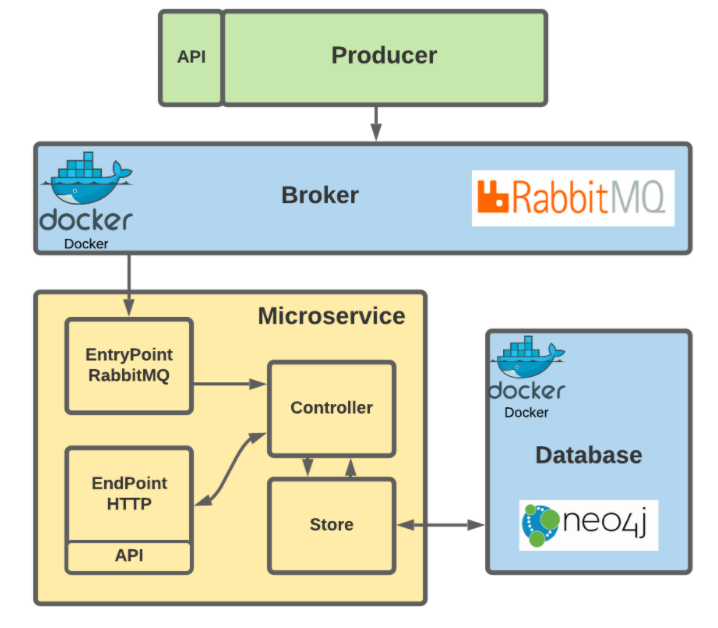 API
Producer
docker
Docker
Broker
RabbitMQ
Microservice
EntryPoint
RabbitMQ
Controller
EndPoint
HTTP
API
Store
docker
Docker
Database
neo4j